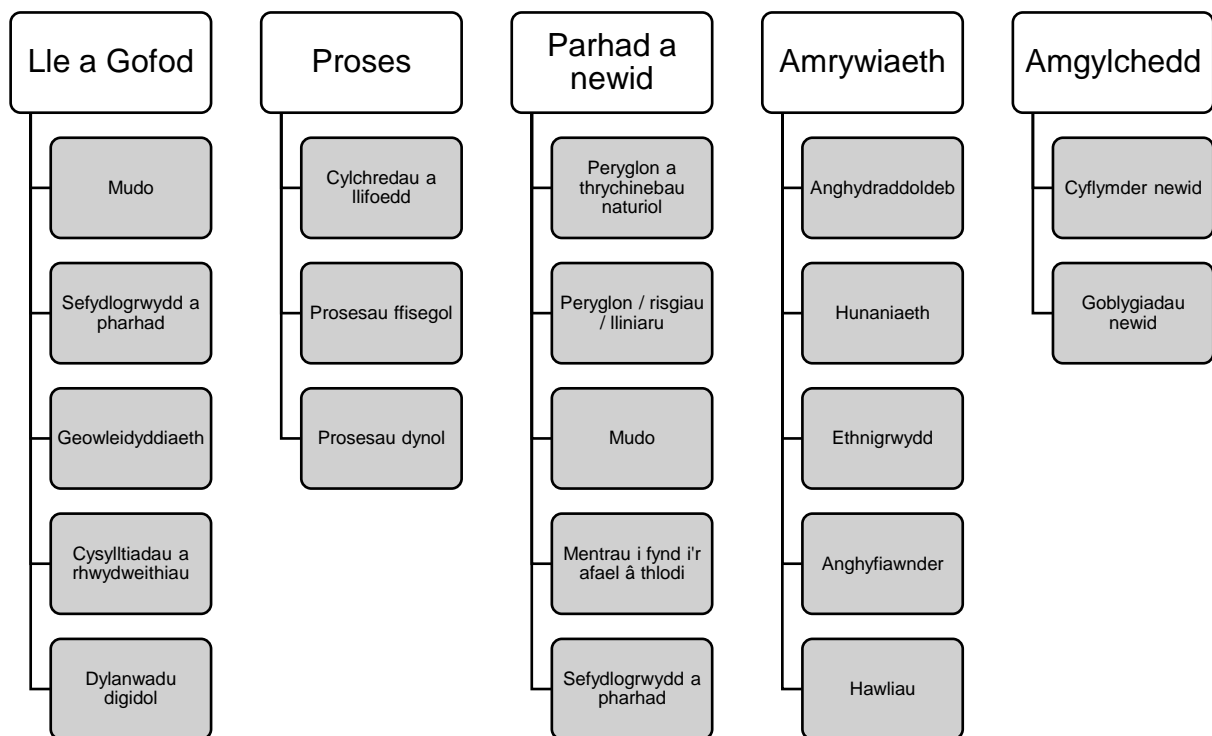 Lle a Gofod
Mudo
Sefydlogrwydd a
pharhad
Geowleidyddiaeth
Cysylltiadau a
rhwydweithiau
Dylanwadu
digidol
Proses
Cylchredau a
llifoedd
Prosesau ffisegol
Prosesau dynol
Parhad a
newid
Peryglon a
thrychinebau
naturiol
Peryglon / risgiau
/ lliniaru
Mudo
Mentrau i fynd i'r
afael â thlodi
Sefydlogrwydd a
pharhad
Amrywiaeth
Anghydraddoldeb
Hunaniaeth
Ethnigrwydd
Anghyfiawnder
Hawliau
Amgylchedd
Cyflymder newid
Goblygiadau
newid